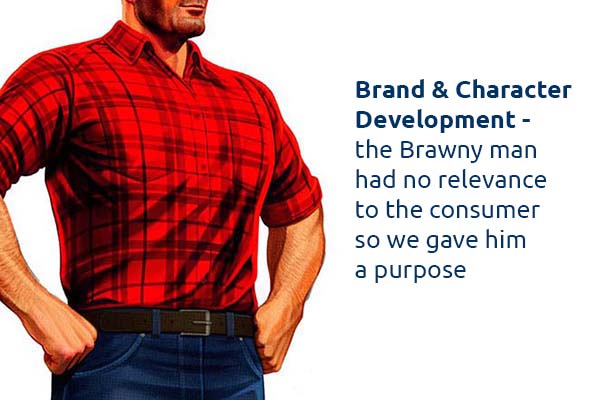 Brand & Character
Development -
the Brawny man
had no relevance
to the consumer
so we gave him
a purpose